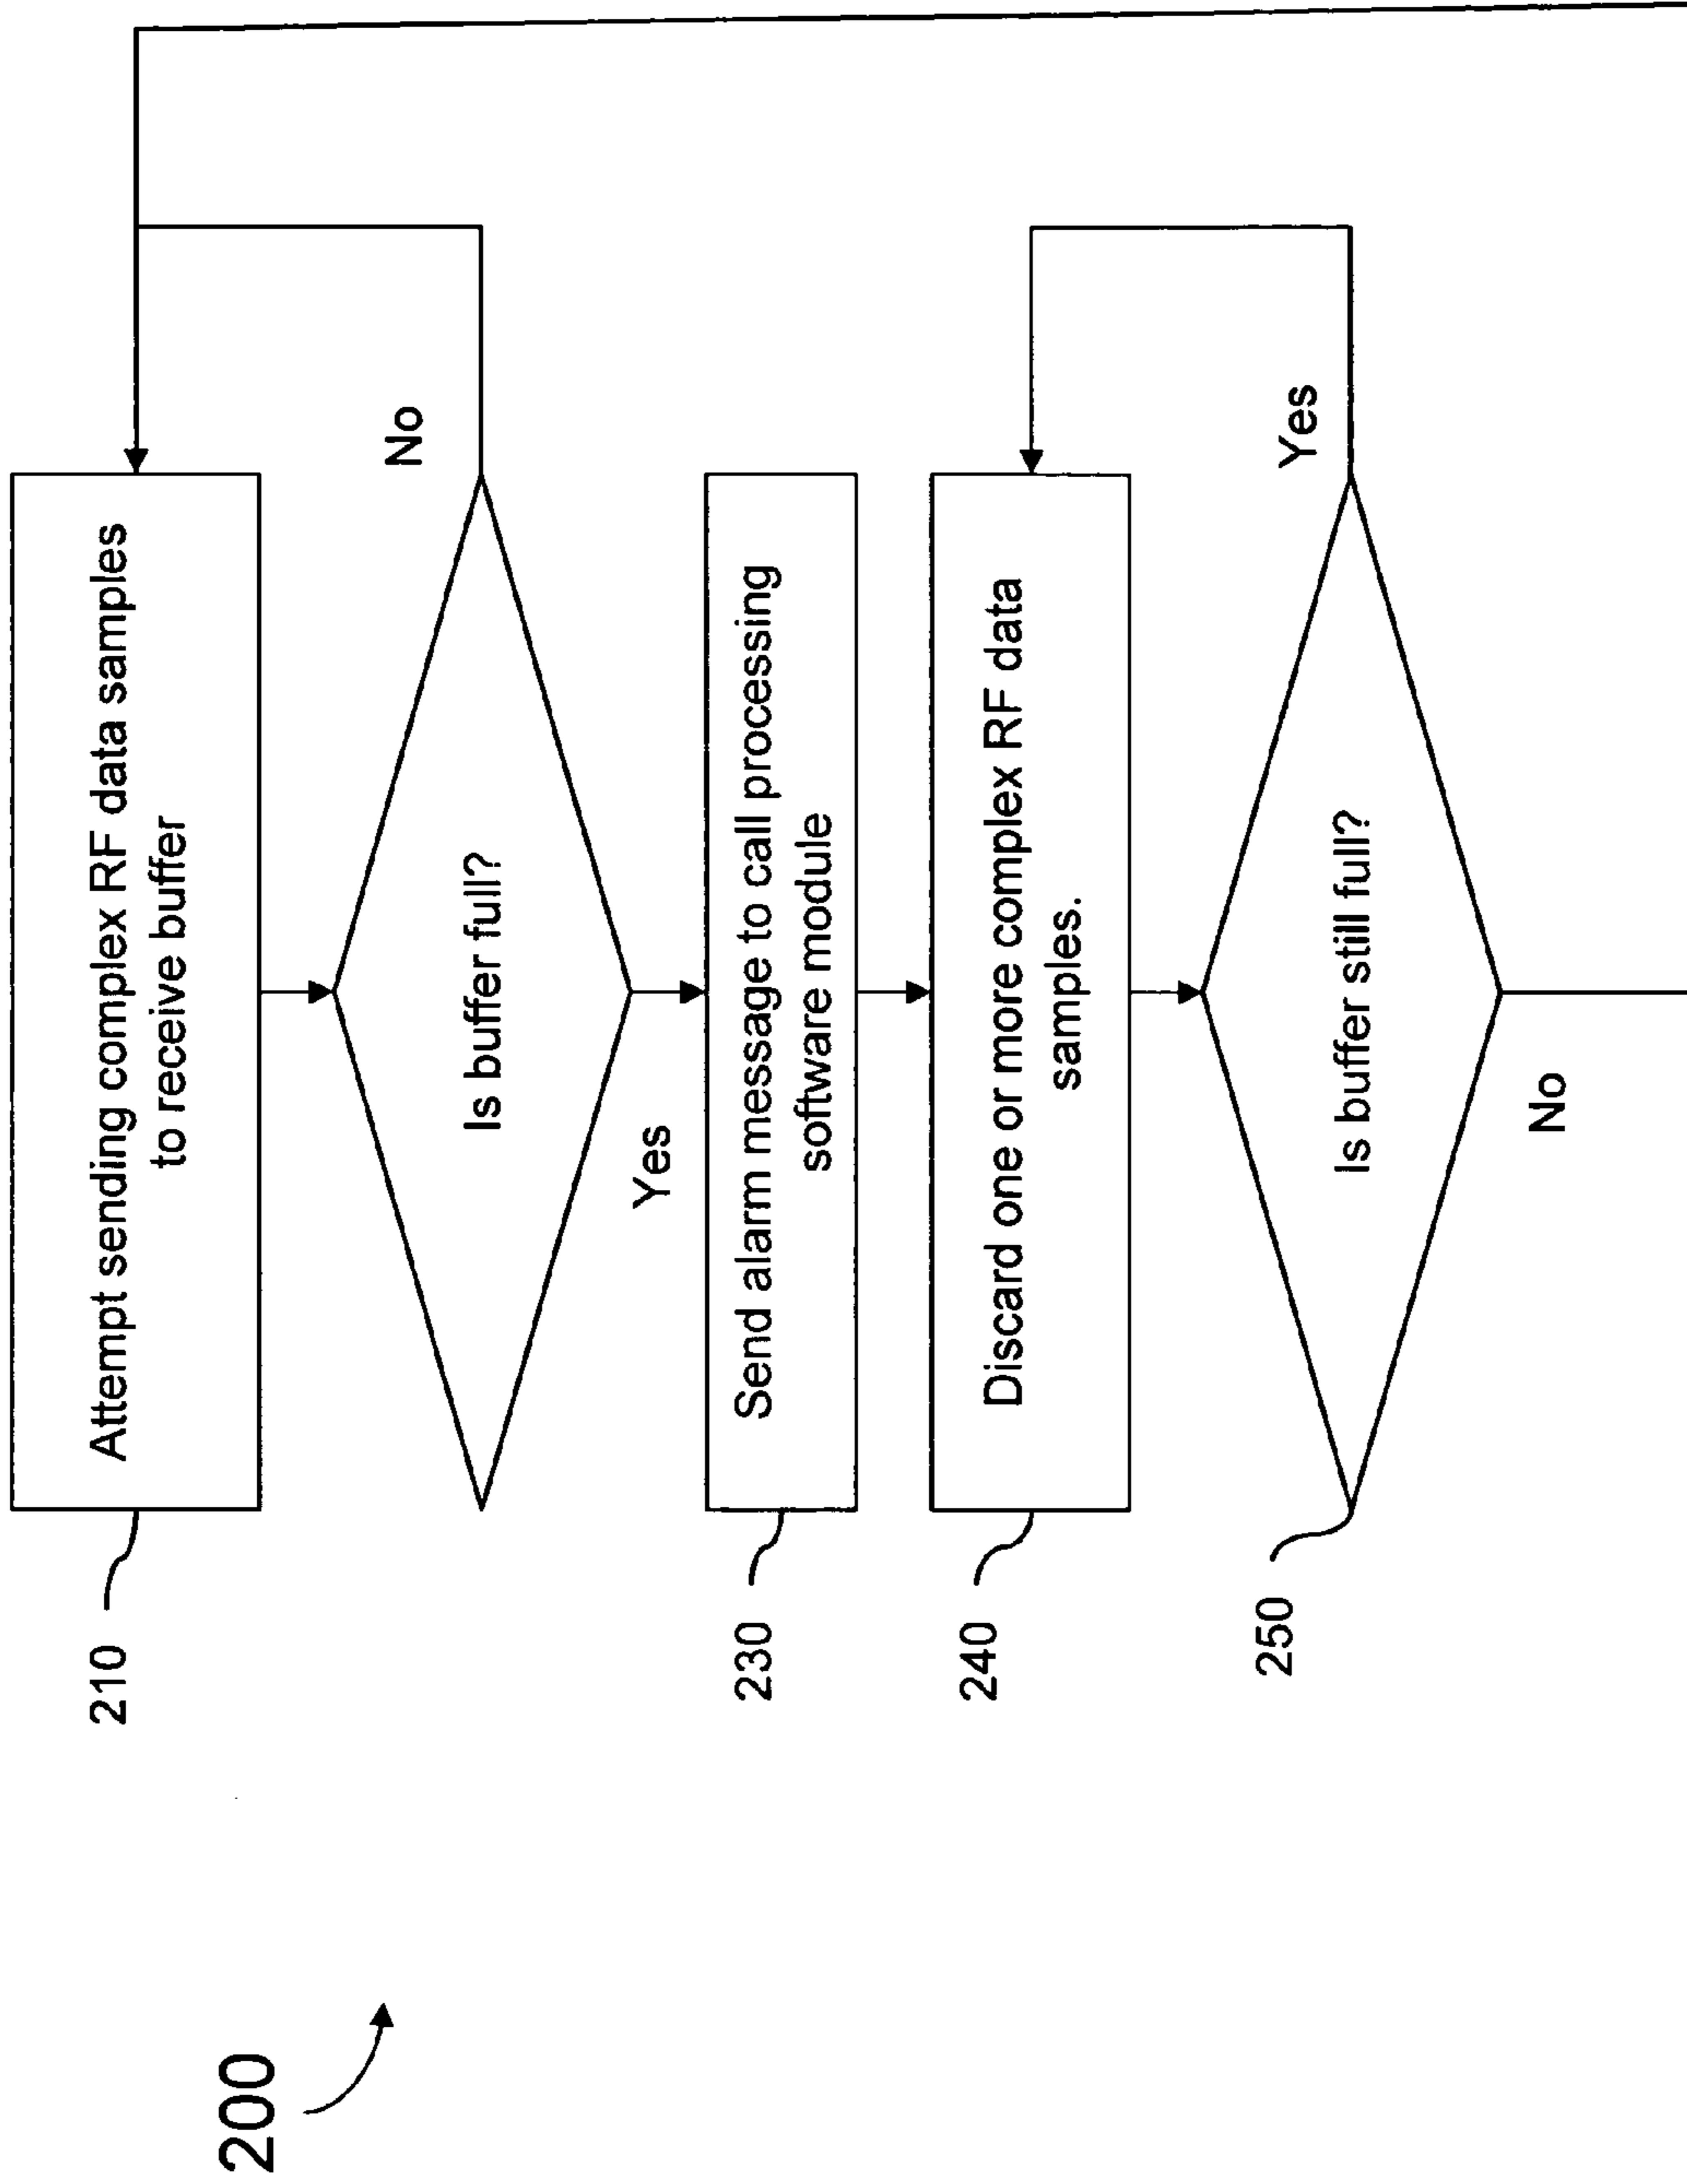 200
210
Attempt sending complex RF data samples
to receive buffer
Is buffer full?
No
Yes
230
Send alarm message to call processing
software module
240
Discard one or more complex RF data
samples.
250
Is buffer still full?
Yes
No